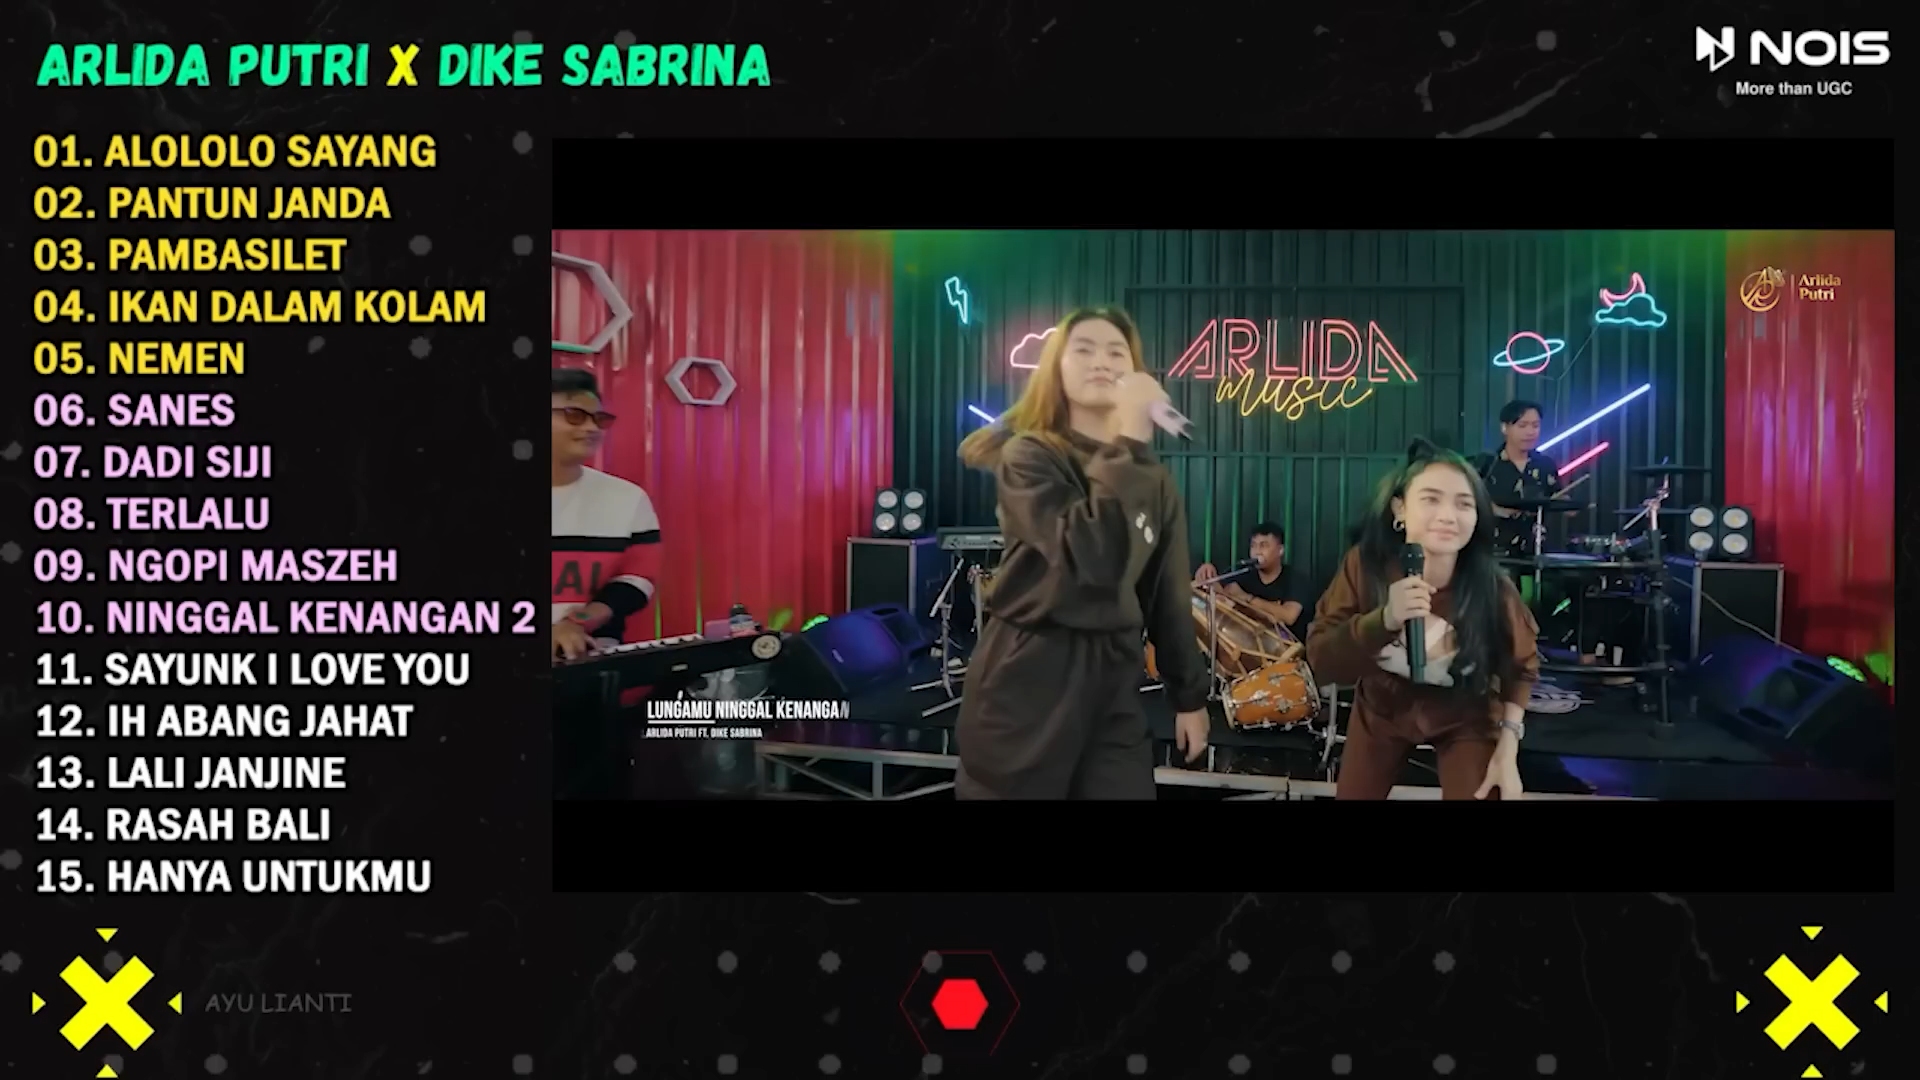 ARLIDA PUTRI X DIKE SABRINA
NOIS
More than UGC
01. ALOLOLO SAYANG
02. PANTUN JANDA
03. PAMBASILET
04. IKAN DALAM KOLAM
05. NEMEN
06. SANES
07. DADI SIJI
08. TERLALU
09. NGOPI MASZEH
10. NINGGAL KENANGAN 2
11. SAYUNK I LOVE YOU
12. IH ABANG JAHAT
13. LALI JANJINE
14. RASAH BALI
15. HANYA UNTUKMU
Arlida
Putri
ARLIDA
music
LUNGAMU NINGGAL KENANGAN
ARLIDA PUTRI FT. DIKE SABRINA
AYU LIANTI